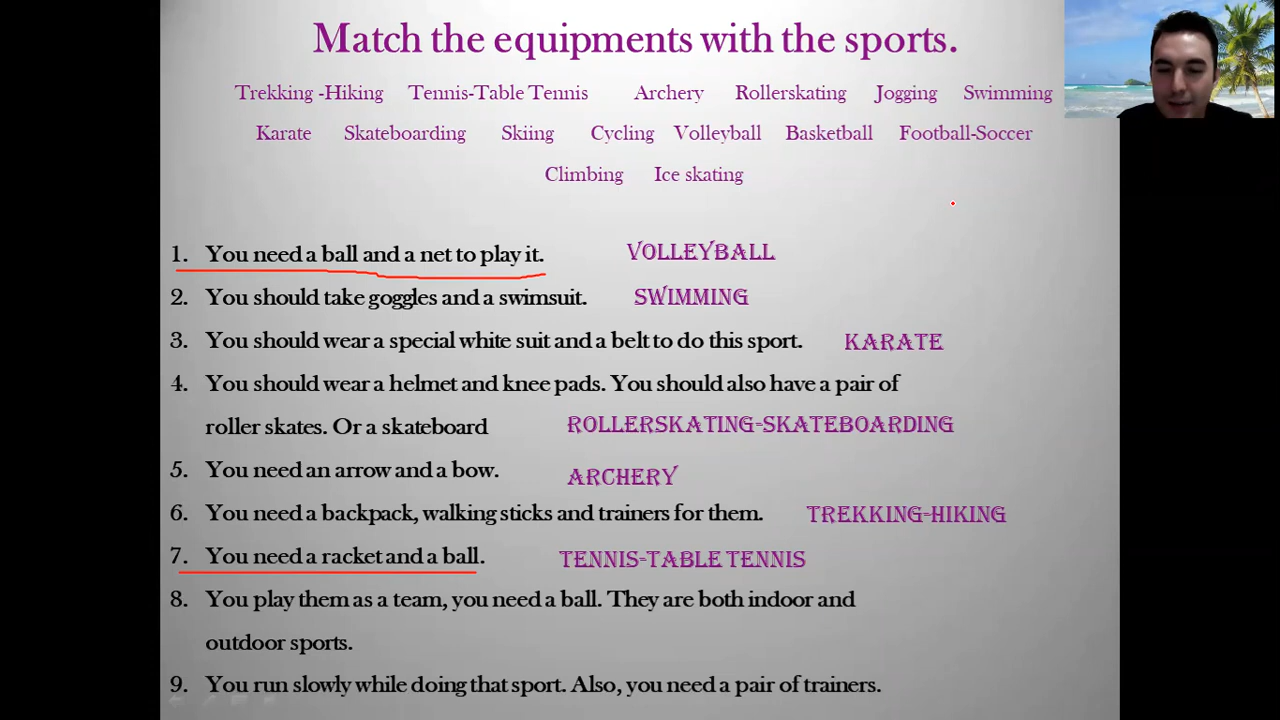 Match the equipments with the sports.
Trekking -Hiking Tennis-Table Tennis Archery Rollerskating Jogging Swimming
Karate Skateboarding Skiing Cycling Volleyball Basketball Football-Soccer
Climbing Ice skating
1. You need a ball and a net to play it. VOLLEYBALL
2. You should take goggles and a swimsuit. SWIMMING
3. You should wear a special white suit and a belt to do this sport. KARATE
4. You should wear a helmet and knee pads. You should also have a pair of
roller skates. Or a skateboard ROLLERSKATING-SKATEBOARDING
5. You need an arrow and a bow. ARCHERY
6. You need a backpack, walking sticks and trainers for them. TREKKING-HIKING
7. You need a racket and a ball. TENNIS-TABLE TENNIS
8. You play them as a team, you need a ball. They are both indoor and
outdoor sports.
9. You run slowly while doing that sport. Also, you need a pair of trainers.